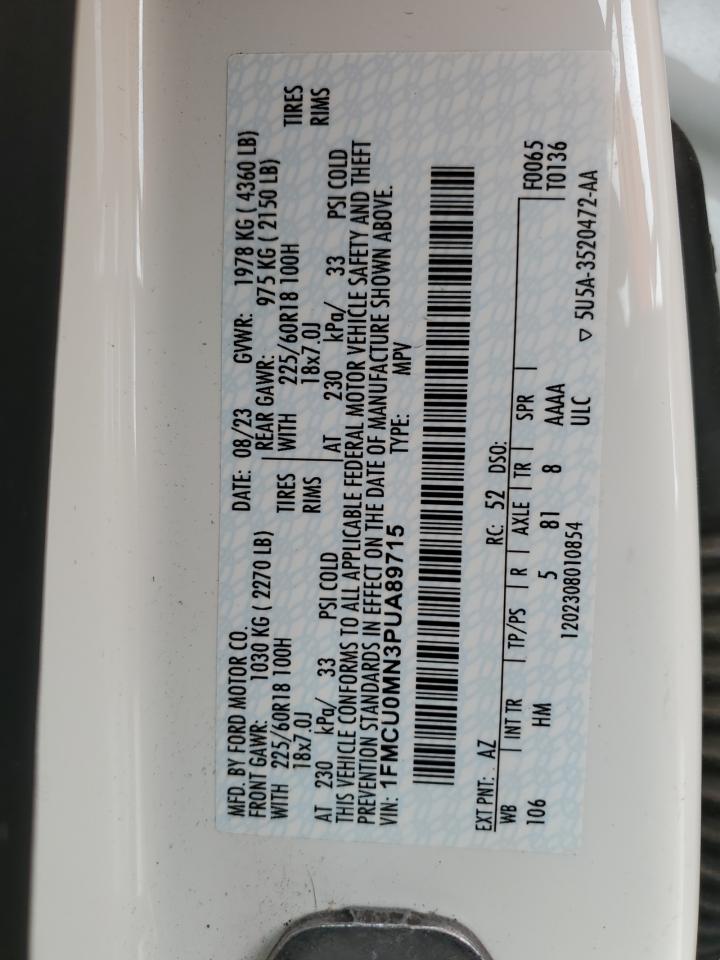 MFD. BY FORD MOTOR CO.
DATE: 08/23 GVWR: 1978 KG ( 4360 LB)
FRONT GAWR: 1030 KG ( 2270 LB) REAR GAWR: 975 KG ( 2150 LB)
WITH 225/60R18 100H TIRES WITH 225/60R18 100H TIRES
18x7.0J RIMS 18x7.0J RIMS
AT 230 kPa/ 33 PSI COLD AT 230 kPa/ 33 PSI COLD
THIS VEHICLE CONFORMS TO ALL APPLICABLE FEDERAL MOTOR VEHICLE SAFETY AND THEFT
PREVENTION STANDARDS IN EFFECT ON THE DATE OF MANUFACTURE SHOWN ABOVE.
VIN: 1FMCU0MN3PUA89715 TYPE: MPV
EXT PNT: AZ RC: 52 DSO:
WB INT TR TP/PS R AXLE TR SPR F0065
106 HM 5 81 8 AAAA T0136
ULC
1202308010854 ▽ 5U5A-3520472-AA